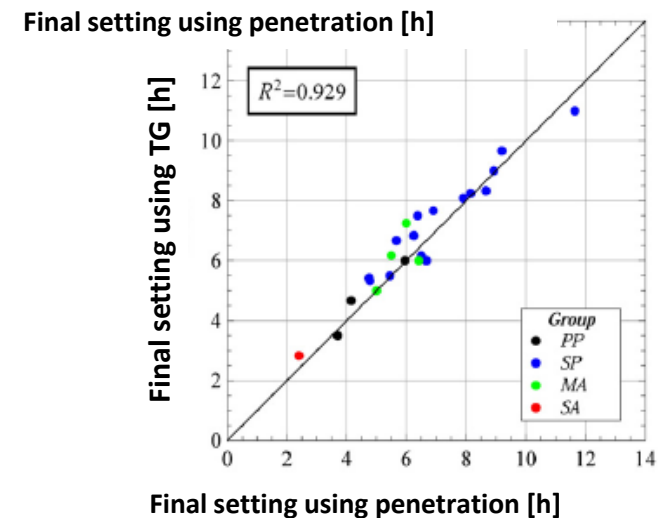 Final setting using penetration [h]
R²=0.929
Final setting using TG [h]
12
10
8
6
4
2
0
Group
PP
SP
MA
SA
0 2 4 6 8 10 12 14
Final setting using penetration [h]